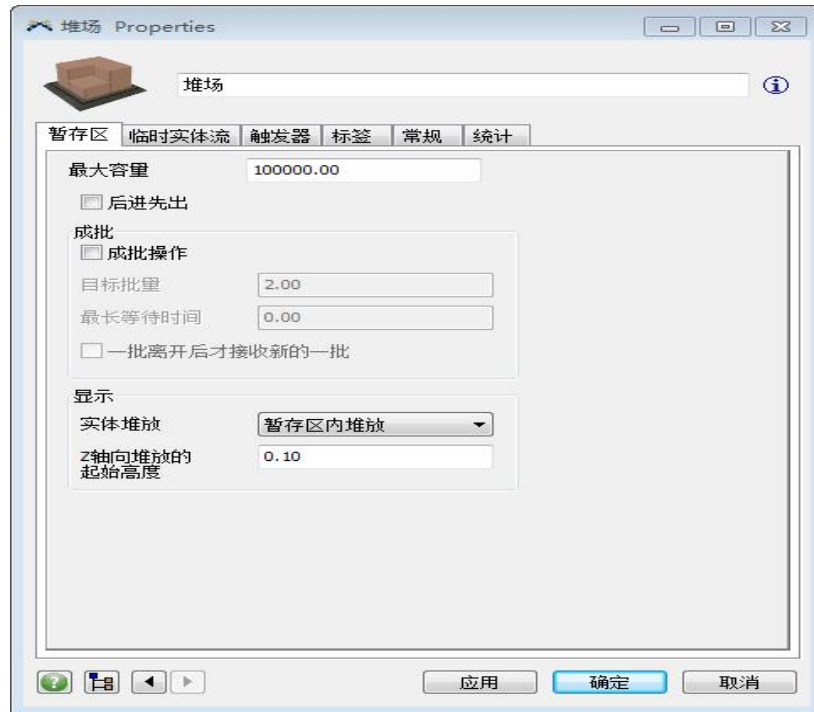 堆场 Properties
堆场
暂存区 临时实体流 触发器 标签 常规 统计
最大容量 100000.00
后进先出
成批
成批操作
目标批量 2.00
最长等待时间 0.00
一批离开后才接收新的一批
显示
实体堆放 暂存区内堆放
Z轴向堆放的
起始高度 0.10
应用 确定 取消